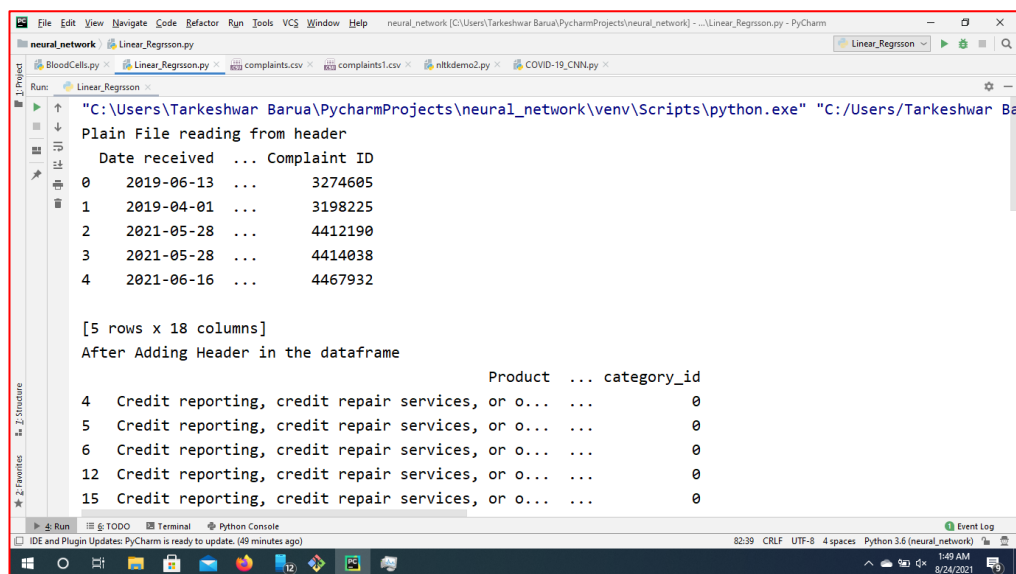 File Edit View Navigate Code Refactor Run Tools VCS Window Help neural_network [C:\Users\Tarkeshwar Barua\PycharmProjects\neural_network] - ...\Linear_Regrsson.py - PyCharm
neural_network Linear_Regrsson.py Linear_Regrsson
BloodCells.py Linear_Regrsson.py complaints.csv complaints1.csv nltkdemo2.py COVID-19_CNN.py
1: Project
Run: Linear_Regrsson
"C:\Users\Tarkeshwar Barua\PycharmProjects\neural_network\venv\Scripts\python.exe" "C:/Users/Tarkeshwar Ba
Plain File reading from header
Date received ... Complaint ID
0 2019-06-13 ... 3274605
1 2019-04-01 ... 3198225
2 2021-05-28 ... 4412190
3 2021-05-28 ... 4414038
4 2021-06-16 ... 4467932
[5 rows x 18 columns]
After Adding Header in the dataframe
Product ... category_id
4 Credit reporting, credit repair services, or o... ... 0
5 Credit reporting, credit repair services, or o... ... 0
6 Credit reporting, credit repair services, or o... ... 0
12 Credit reporting, credit repair services, or o... ... 0
15 Credit reporting, credit repair services, or o... ... 0
7: Structure
2: Favorites
4: Run 6: TODO Terminal Python Console 1 Event Log
IDE and Plugin Updates: PyCharm is ready to update. (49 minutes ago) 82:39 CRLF UTF-8 4 spaces Python 3.6 (neural_network)
12 PC 1:49 AM
8/24/2021 9